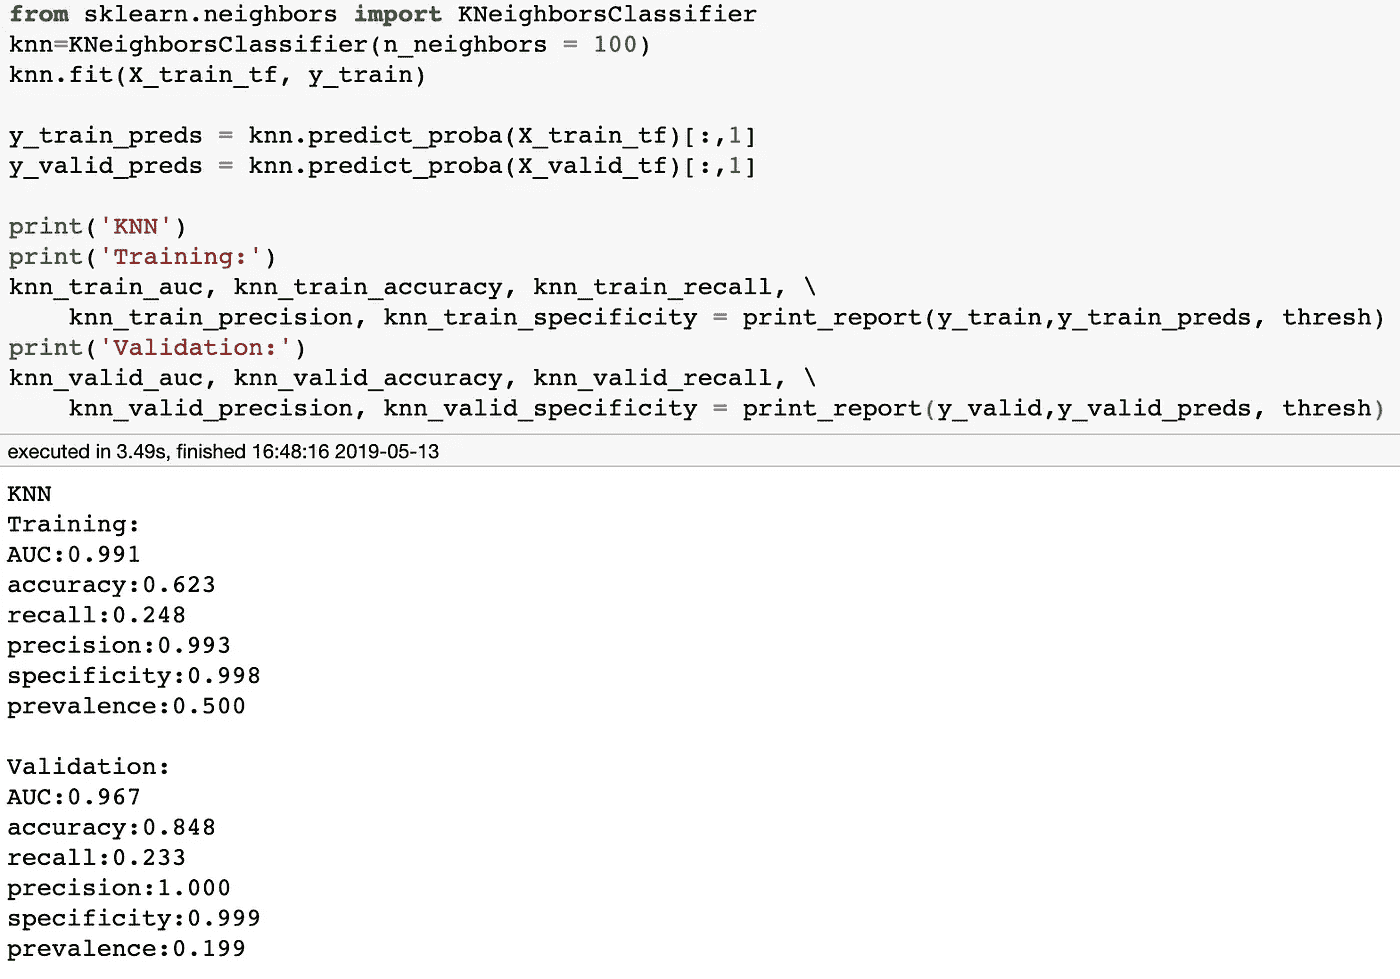 from sklearn.neighbors import KNeighborsClassifier
knn=KNeighborsClassifier(n_neighbors = 100)
knn.fit(X_train_tf, y_train)
y_train_preds = knn.predict_proba(X_train_tf)[:,1]
y_valid_preds = knn.predict_proba(X_valid_tf)[:,1]
print('KNN')
print('Training:')
knn_train_auc, knn_train_accuracy, knn_train_recall, \
    knn_train_precision, knn_train_specificity = print_report(y_train,y_train_preds, thresh)
print('Validation:')
knn_valid_auc, knn_valid_accuracy, knn_valid_recall, \
    knn_valid_precision, knn_valid_specificity = print_report(y_valid,y_valid_preds, thresh)
executed in 3.49s, finished 16:48:16 2019-05-13
KNN
Training:
AUC:0.991
accuracy:0.623
recall:0.248
precision:0.993
specificity:0.998
prevalence:0.500
Validation:
AUC:0.967
accuracy:0.848
recall:0.233
precision:1.000
specificity:0.999
prevalence:0.199